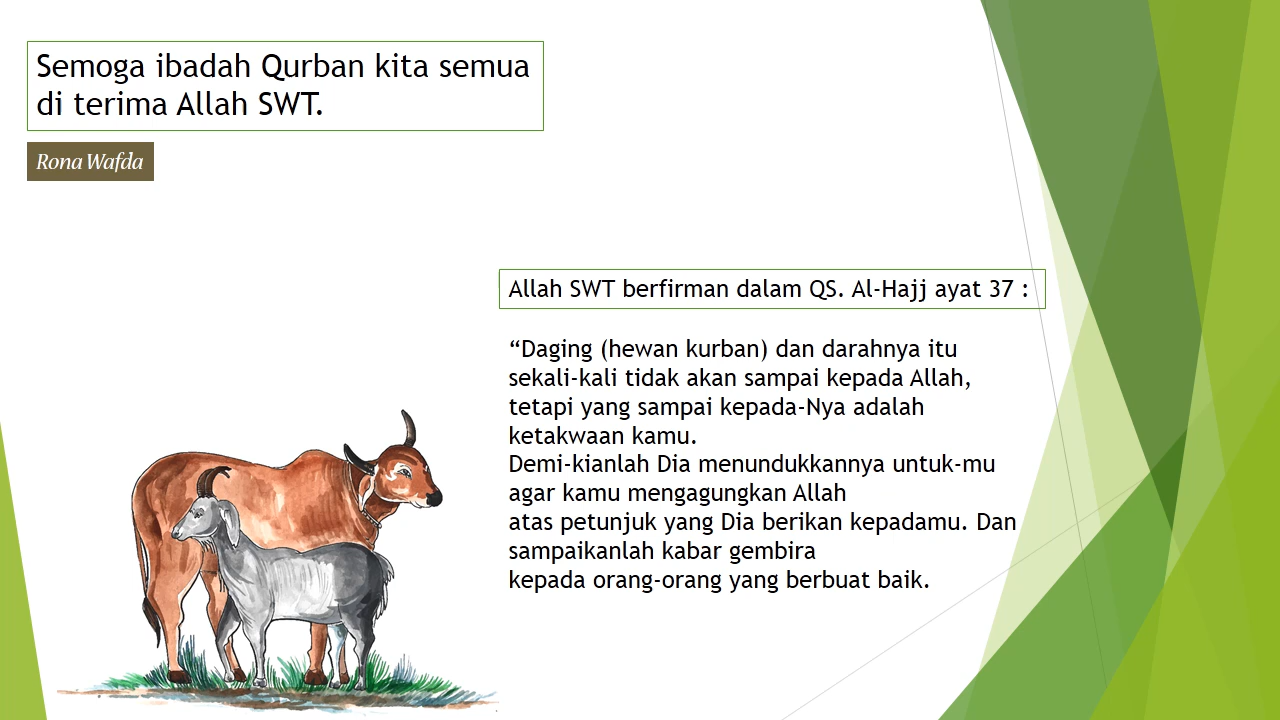 Semoga ibadah Qurban kita semua
di terima Allah SWT.
Rona Wafda
Allah SWT berfirman dalam QS. Al-Hajj ayat 37 :
“Daging (hewan kurban) dan darahnya itu
sekali-kali tidak akan sampai kepada Allah,
tetapi yang sampai kepada-Nya adalah
ketakwaan kamu.
Demi-kianlah Dia menundukkannya untuk-mu
agar kamu mengagungkan Allah
atas petunjuk yang Dia berikan kepadamu. Dan
sampaikanlah kabar gembira
kepada orang-orang yang berbuat baik.